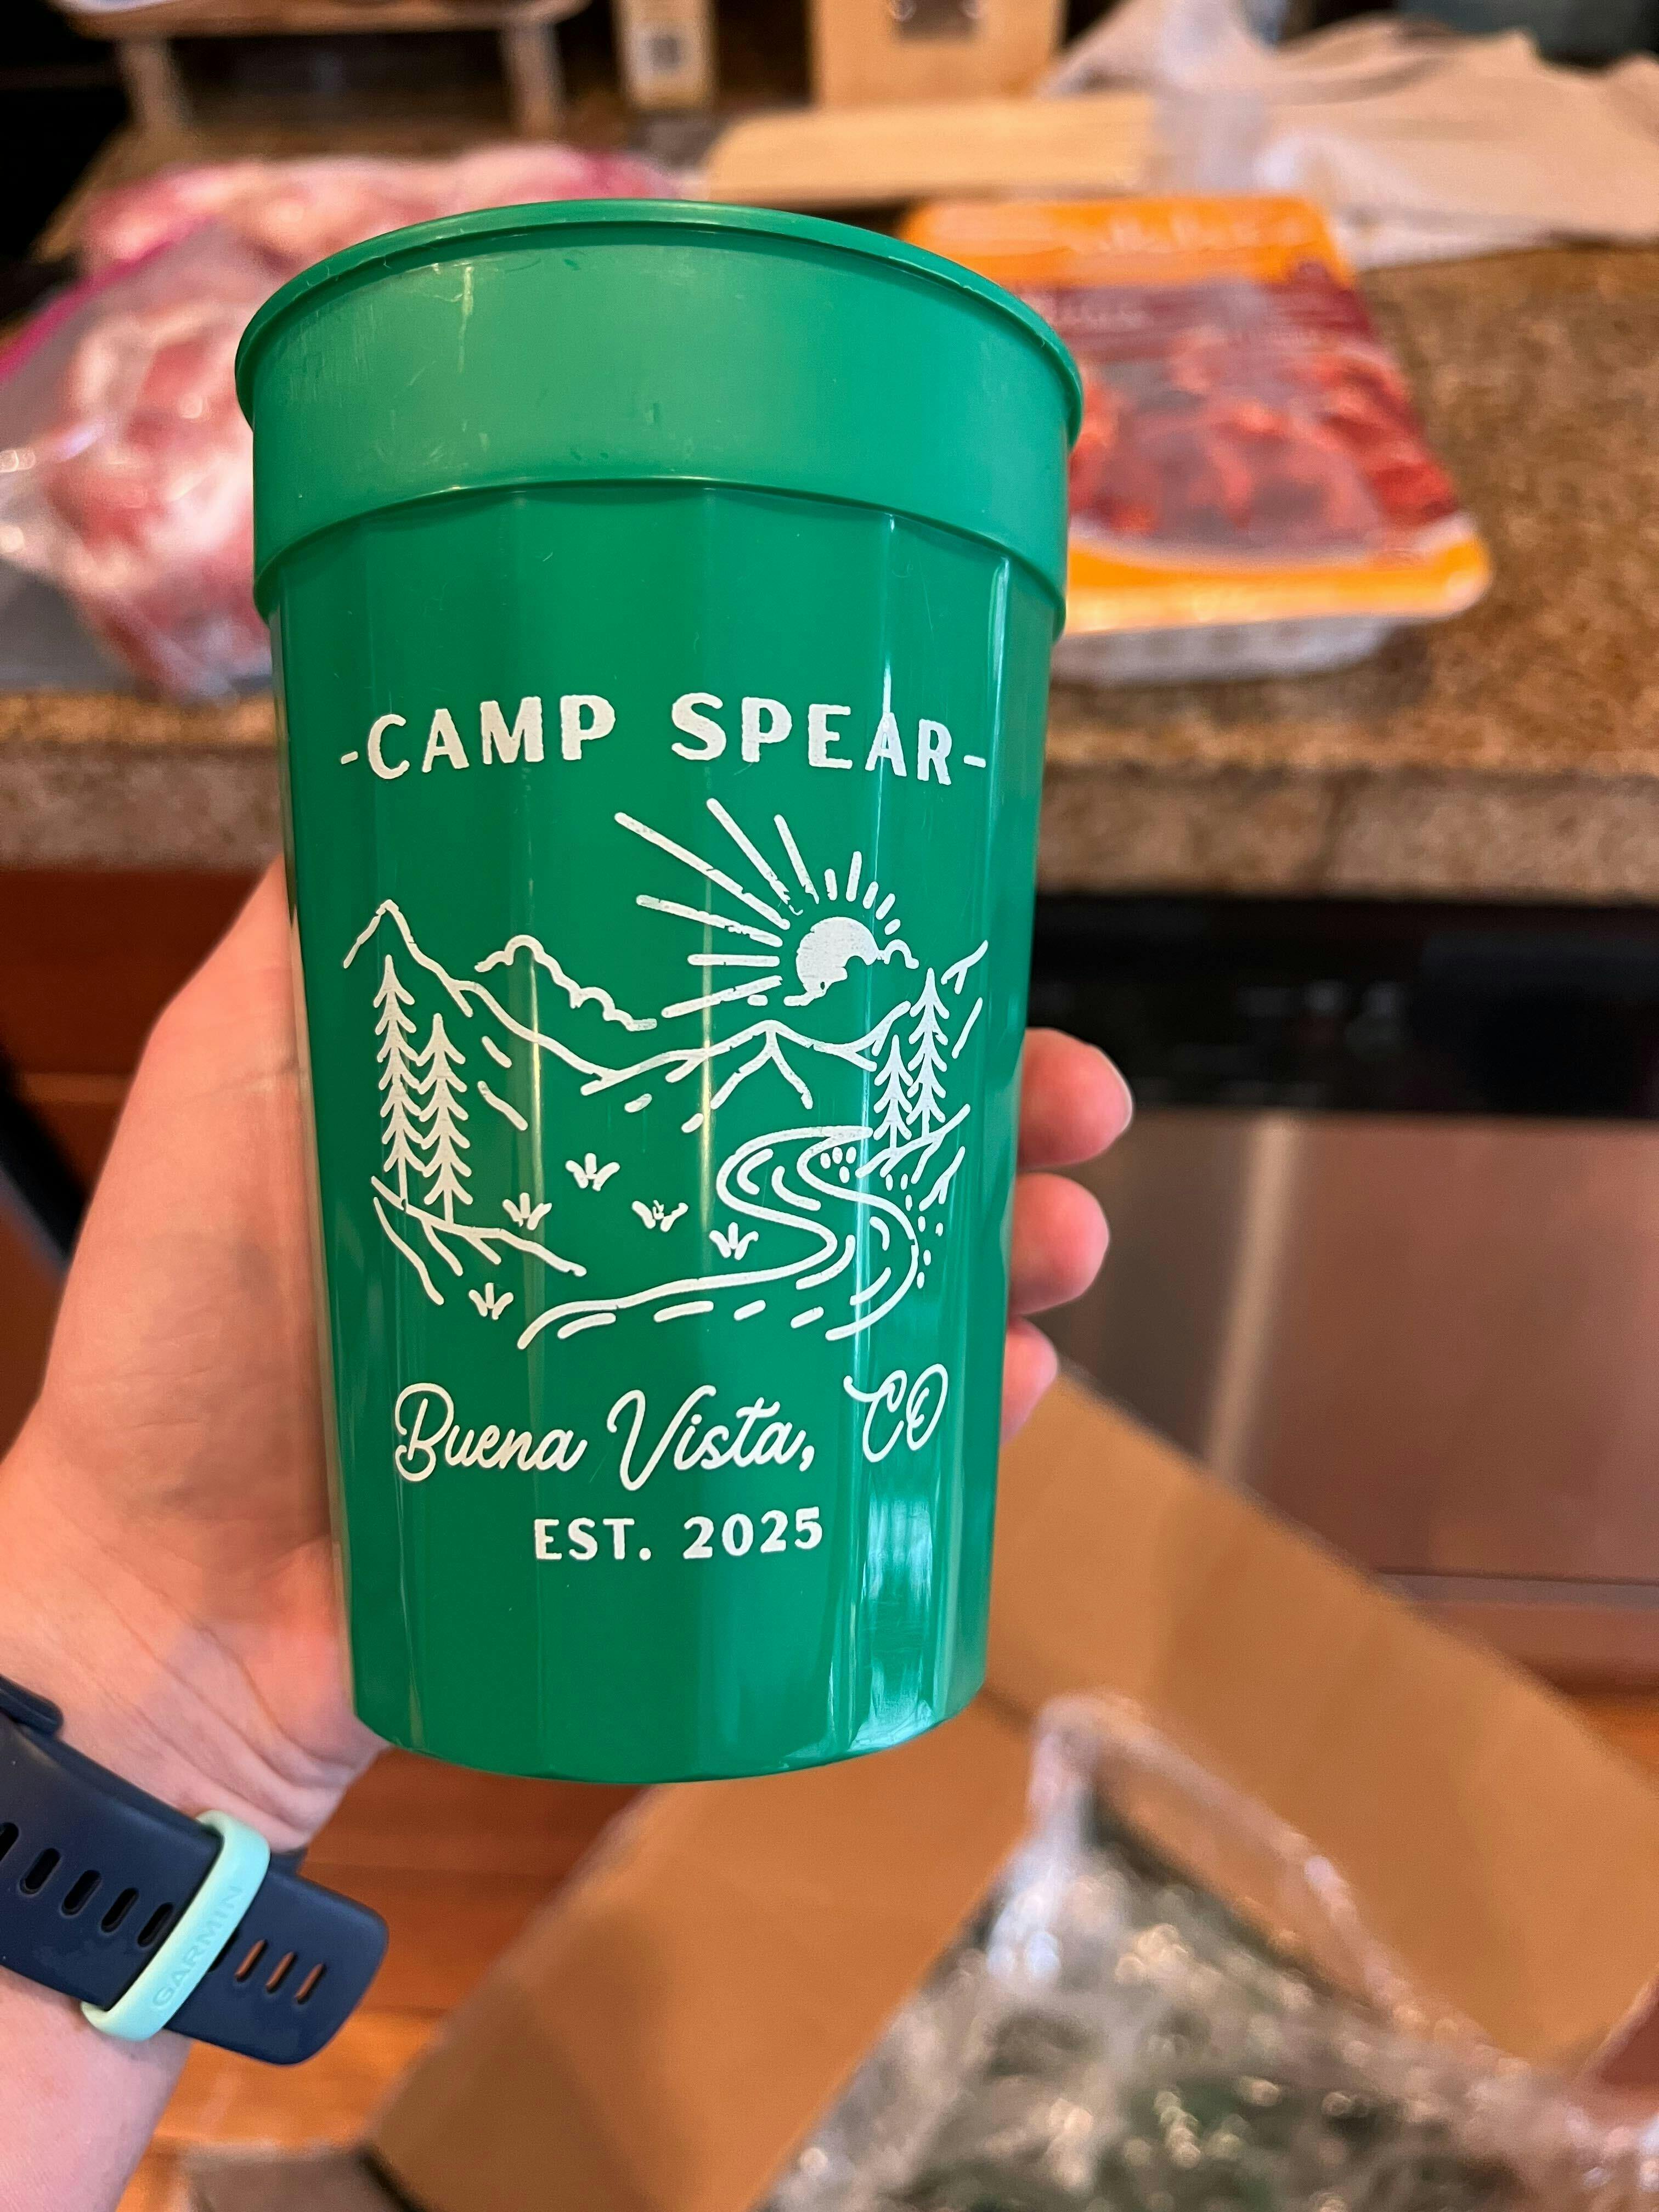 -CAMP SPEAR-
Buena Vista, CO
EST. 2025
GARMIN